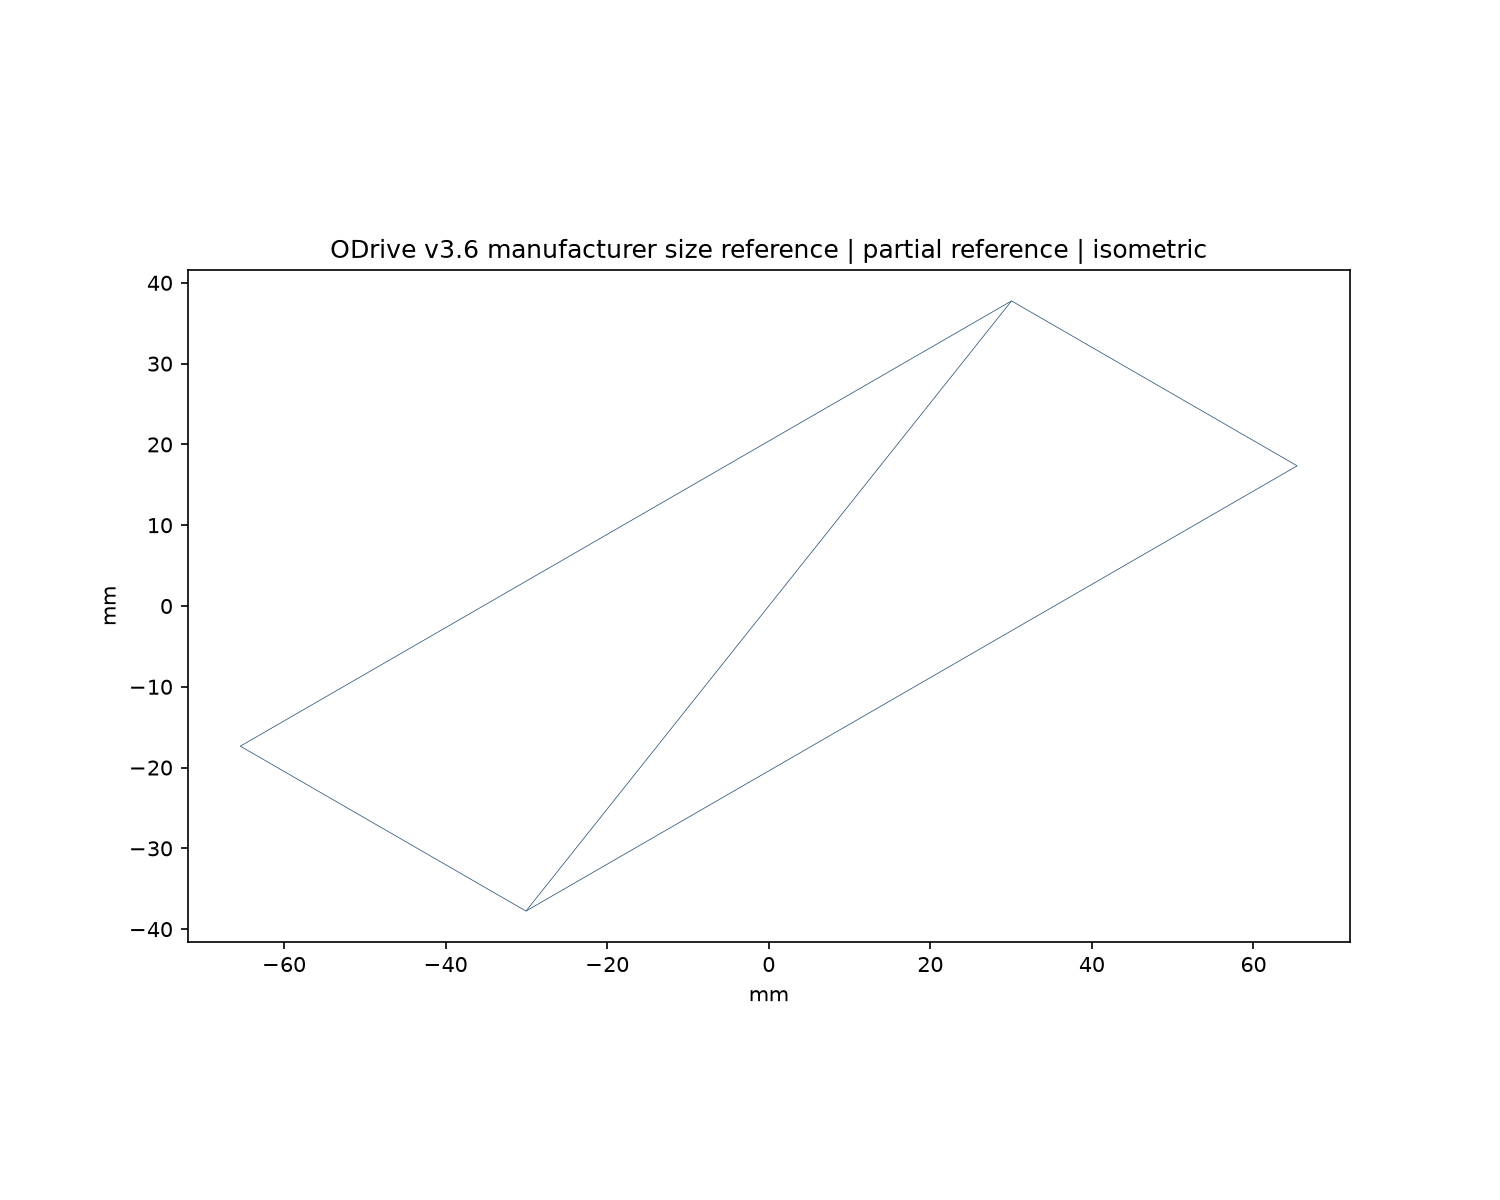 ODrive v3.6 manufacturer size reference | partial reference | isometric
40
30
20
10
0
−10
−20
−30
−40
mm
−60 −40 −20 0 20 40 60
mm